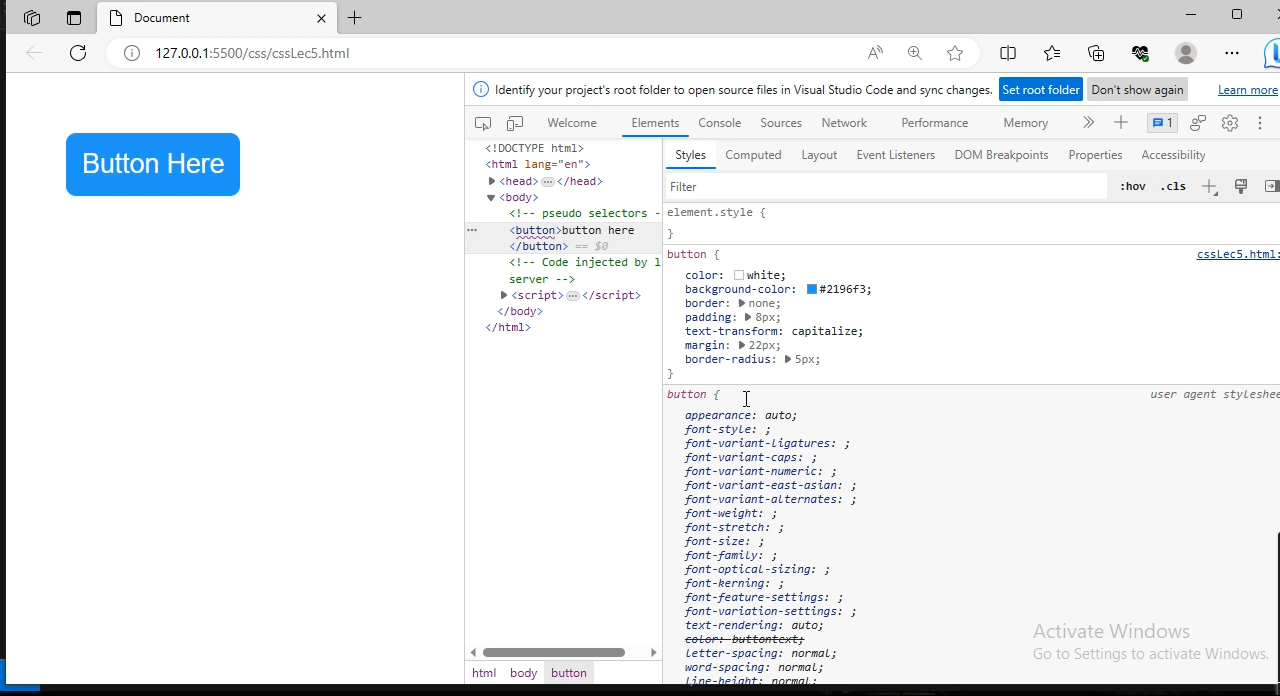 Document
127.0.0.1:5500/css/cssLec5.html
Identify your project's root folder to open source files in Visual Studio Code and sync changes. Set root folder Don't show again Learn more
Welcome Elements Console Sources Network Performance Memory 1
Button Here
<!DOCTYPE html>
<html lang="en">
<head> </head>
<body>
<!-- pseudo selectors -
<button>button here
</button> == $0
<!-- Code injected by l
server -->
<script> </script>
</body>
</html>
html body button
Styles Computed Layout Event Listeners DOM Breakpoints Properties Accessibility
Filter :hov .cls
element.style {
}
button { cssLec5.html:
color: white;
background-color: #2196f3;
border: none;
padding: 8px;
text-transform: capitalize;
margin: 22px;
border-radius: 5px;
}
button { user agent styleshee
appearance: auto;
font-style: ;
font-variant-ligatures: ;
font-variant-caps: ;
font-variant-numeric: ;
font-variant-east-asian: ;
font-variant-alternates: ;
font-weight: ;
font-stretch: ;
font-size: ;
font-family: ;
font-optical-sizing: ;
font-kerning: ;
font-feature-settings: ;
font-variation-settings: ;
text-rendering: auto;
color: buttontext;
letter-spacing: normal;
word-spacing: normal;
line-height: normal;
Activate Windows
Go to Settings to activate Windows.